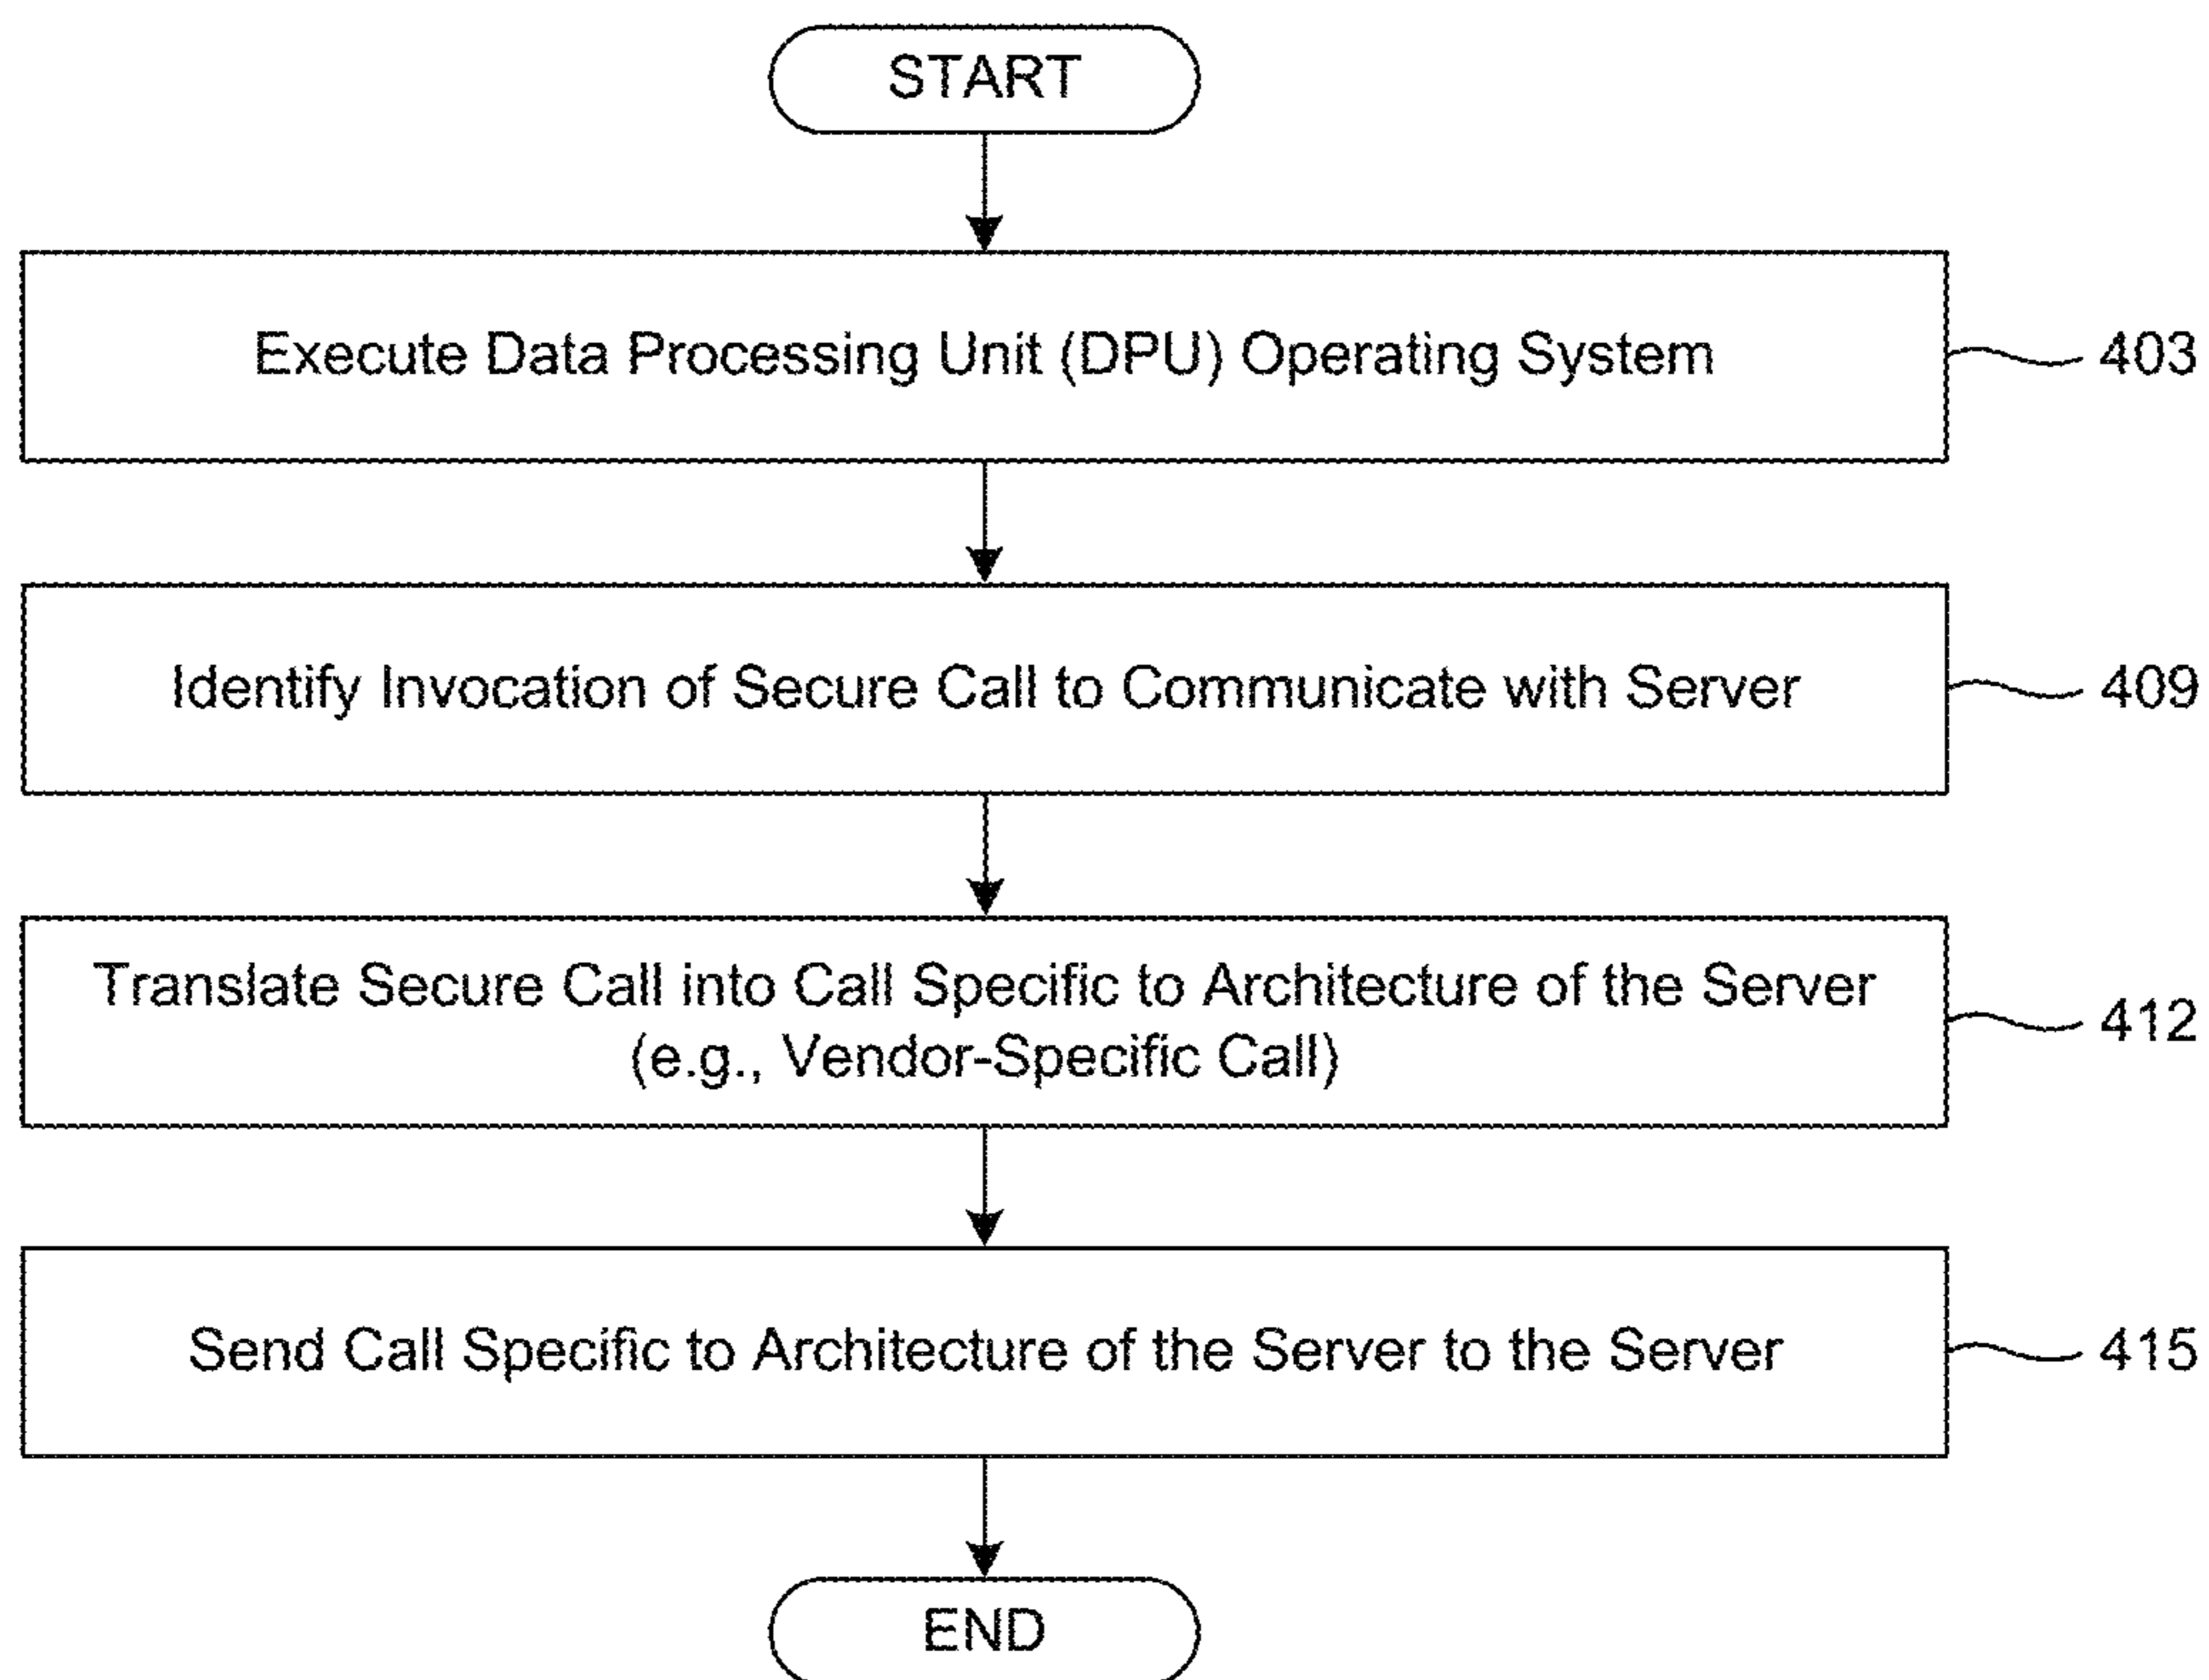 START
Execute Data Processing Unit (DPU) Operating System
403
Identify Invocation of Secure Call to Communicate with Server
409
Translate Secure Call into Call Specific to Architecture of the Server
(e.g., Vendor-Specific Call)
412
Send Call Specific to Architecture of the Server to the Server
415
END